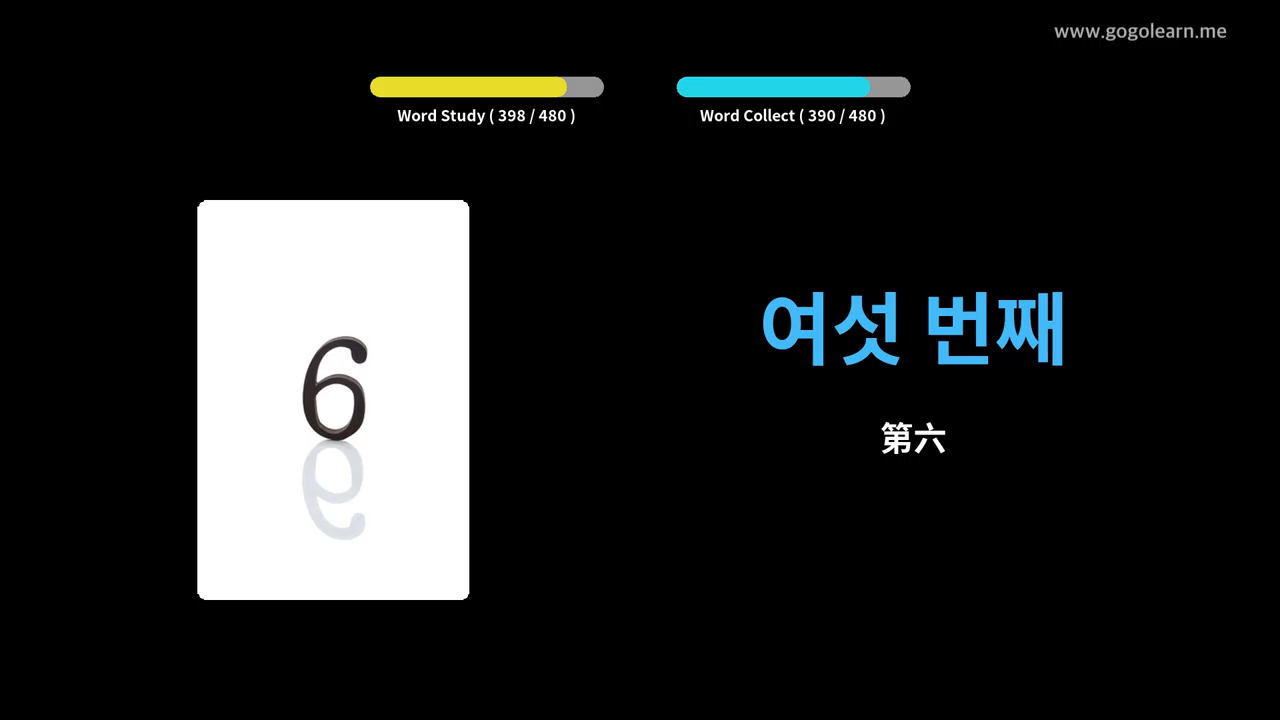 www.gogolearn.me
Word Study ( 398 / 480 )
Word Collect ( 390 / 480 )
6
여섯 번째
第六